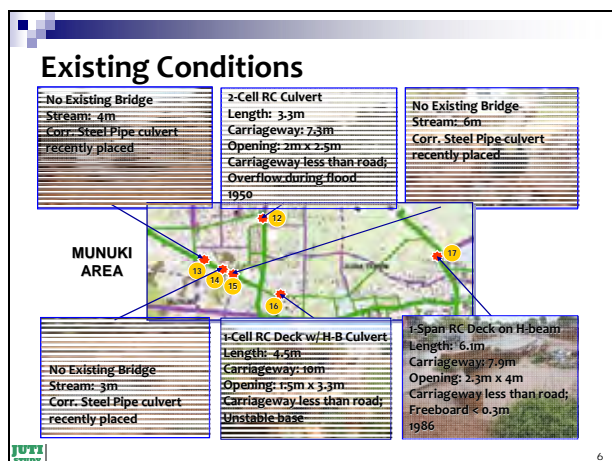 Existing Conditions
No Existing Bridge
Stream: 4m
Corr. Steel Pipe culvert
recently placed
2-Cell RC Culvert
Length: 3.3m
Carriageway: 7.3m
Opening: 2m x 2.5m
Carriageway less than road;
Overflow during flood
1950
No Existing Bridge
Stream: 6m
Corr. Steel Pipe culvert
recently placed
MUNUKI
AREA
12
13
14
15
16
17
No Existing Bridge
Stream: 3m
Corr. Steel Pipe culvert
recently placed
1-Cell RC Deck w/ H-B Culvert
Length: 4.5m
Carriageway: 10m
Opening: 1.5m x 3.3m
Carriageway less than road;
Unstable base
1-Span RC Deck on H-beam
Length: 6.1m
Carriageway: 7.9m
Opening: 2.3m x 4m
Carriageway less than road;
Freeboard < 0.3m
1986
JUTI
STUDY
6